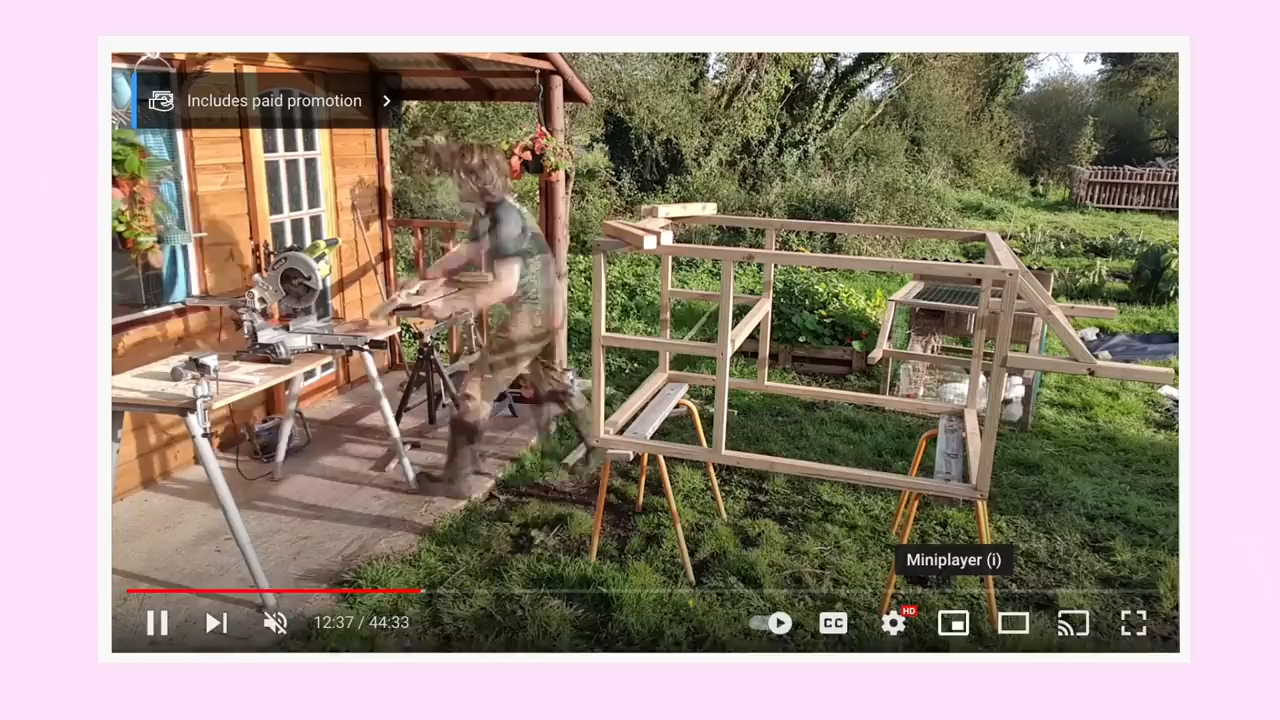 Includes paid promotion
Miniplayer (i)
12:37 / 44:33
CC
HD